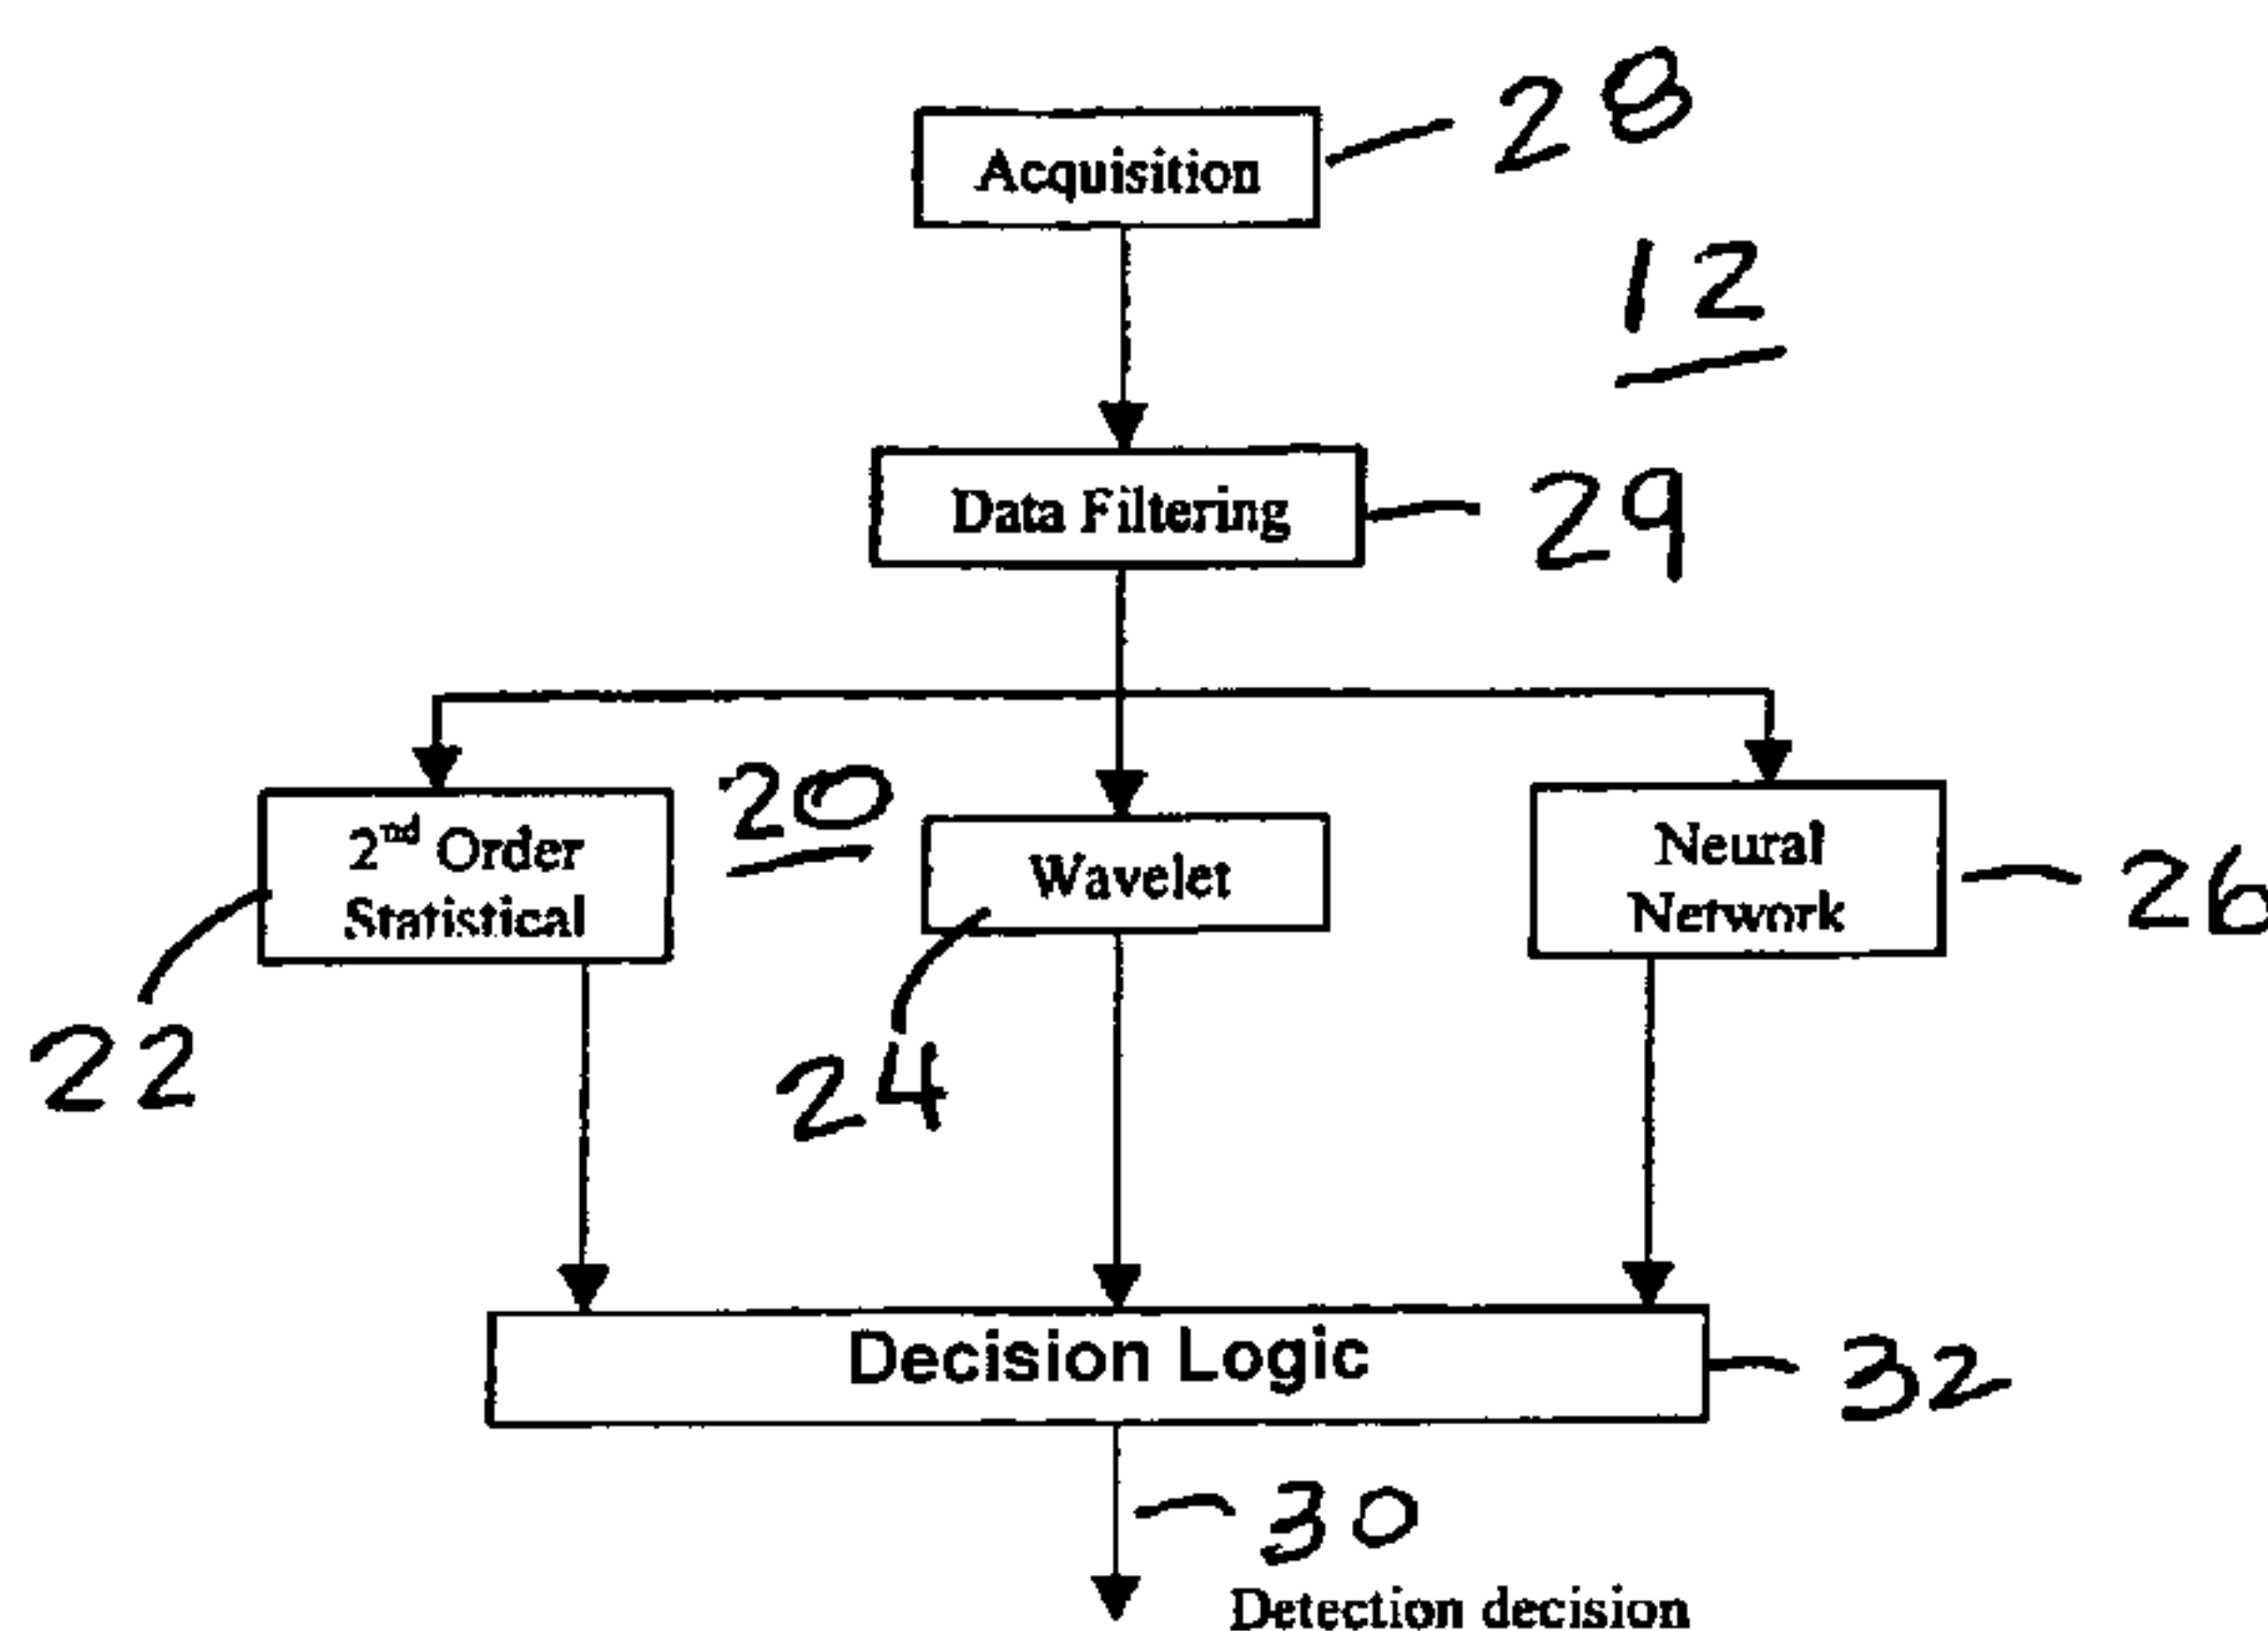 Acquisition
28
12
Data Filtering
29
2nd Order
Statistical
20
Wavelet
Neural
Network
26
22
24
Decision Logic
32
30
Detection decision